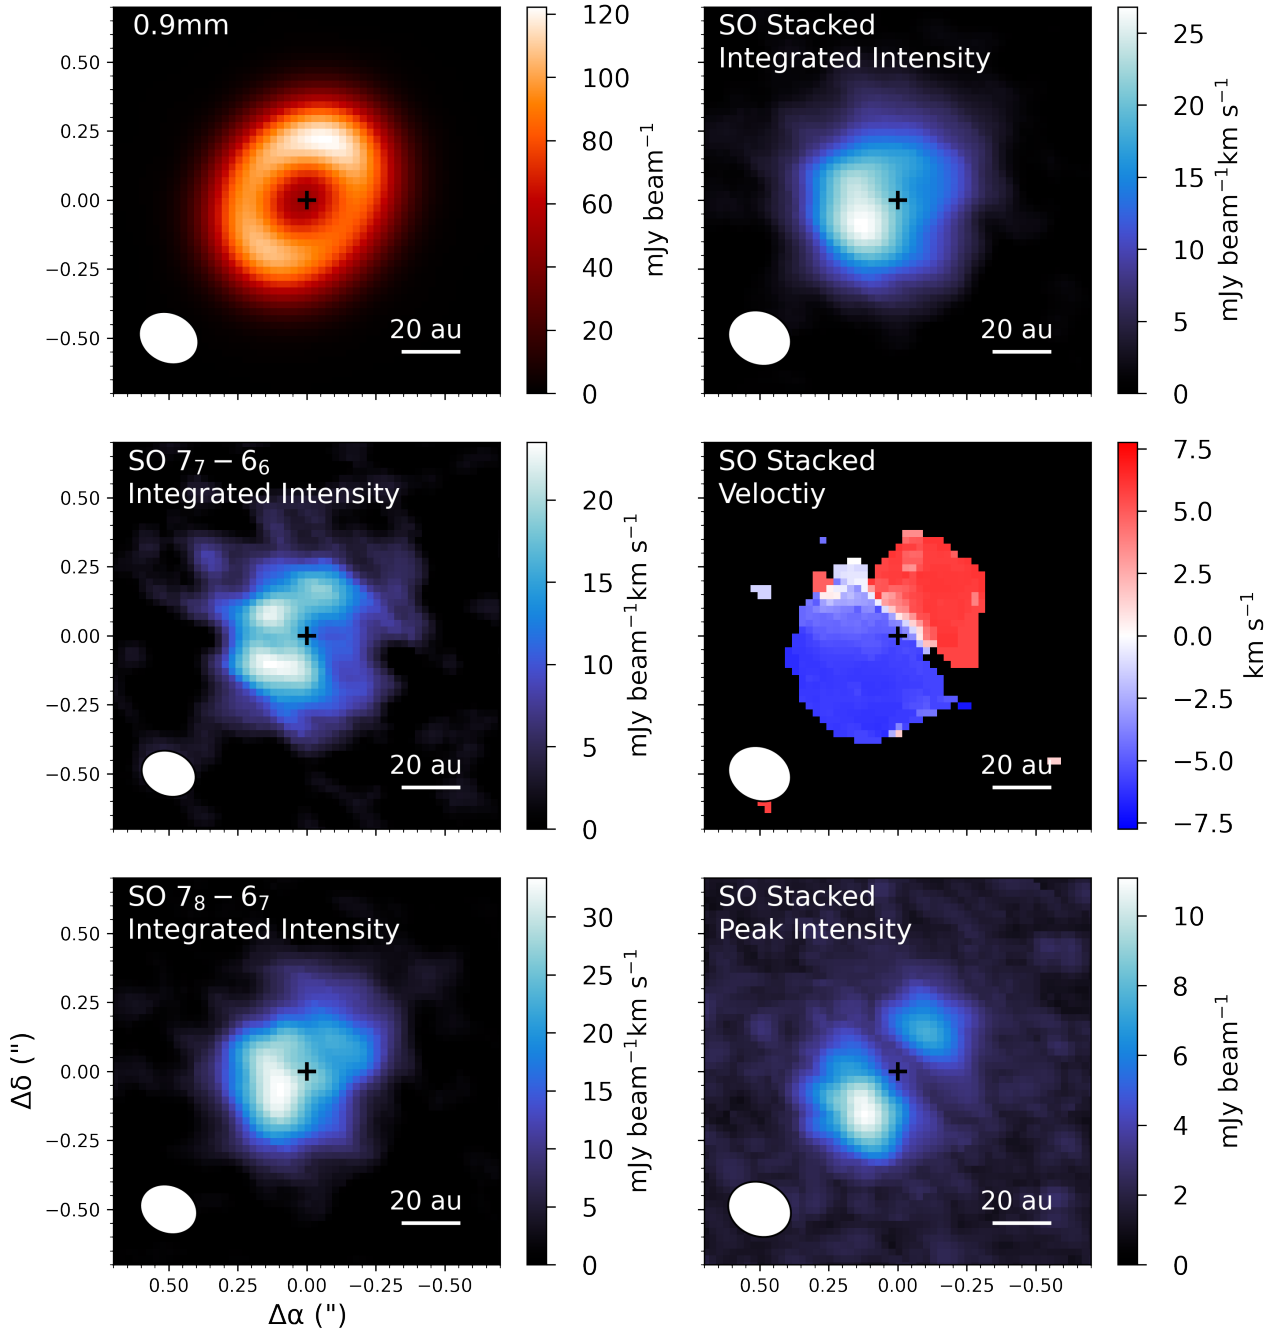 0.9mm
20 au
0.50
0.25
0.00
−0.25
−0.50
120
100
80
60
40
20
0
mJy beam⁻¹
SO Stacked
Integrated Intensity
20 au
25
20
15
10
5
0
mJy beam⁻¹km s⁻¹
SO 7₇ − 6₆
Integrated Intensity
20 au
0.50
0.25
0.00
−0.25
−0.50
20
15
10
5
0
mJy beam⁻¹km s⁻¹
SO Stacked
Veloctiy
20 au
7.5
5.0
2.5
0.0
−2.5
−5.0
−7.5
km s⁻¹
SO 7₈ − 6₇
Integrated Intensity
20 au
0.50
0.25
0.00
−0.25
−0.50
Δδ (")
0.50 0.25 0.00 −0.25 −0.50
Δα (")
30
25
20
15
10
5
0
mJy beam⁻¹km s⁻¹
SO Stacked
Peak Intensity
20 au
0.50 0.25 0.00 −0.25 −0.50
10
8
6
4
2
0
mJy beam⁻¹